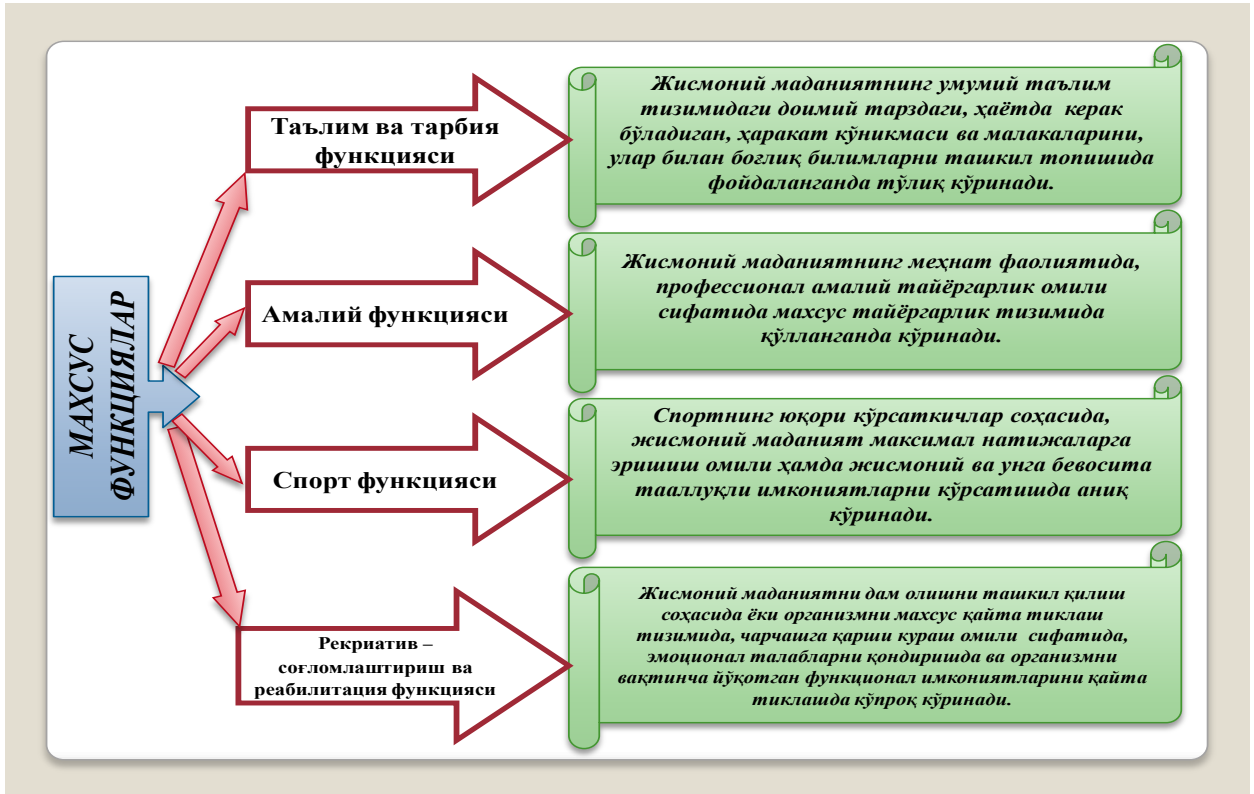 МАХСУС
ФУНКЦИЯЛАР
Таълим ва тарбия
функцияси
Жисмоний маданиятнинг умумий таълим
тизимидаги доимий тарздаги, ҳаётда керак
бўладиган, ҳаракат кўникмаси ва малакаларини,
улар билан боғлиқ билимларни ташкил топишида
фойдаланганда тўлиқ кўринади.
Амалий функцияси
Жисмоний маданиятнинг меҳнат фаолиятида,
профессионал амалий тайёргарлик омили
сифатида махсус тайёргарлик тизимида
қўлланганда кўринади.
Спорт функцияси
Спортнинг юқори кўрсаткичлар соҳасида,
жисмоний маданият максимал натижаларга
эришиш омили ҳамда жисмоний ва унга бевосита
тааллуқли имкониятларни кўрсатишда аниқ
кўринади.
Рекриатив –
соғломлаштириш ва
реабилитация функцияси
Жисмоний маданиятни дам олишни ташкил қилиш
соҳасида ёки организмни махсус қайта тиклаш
тизимида, чарчашга қарши кураш омили сифатида,
эмоционал талабларни қондиришда ва организмни
вақтинча йўқотган функционал имкониятларини қайта
тиклашда кўпроқ кўринади.